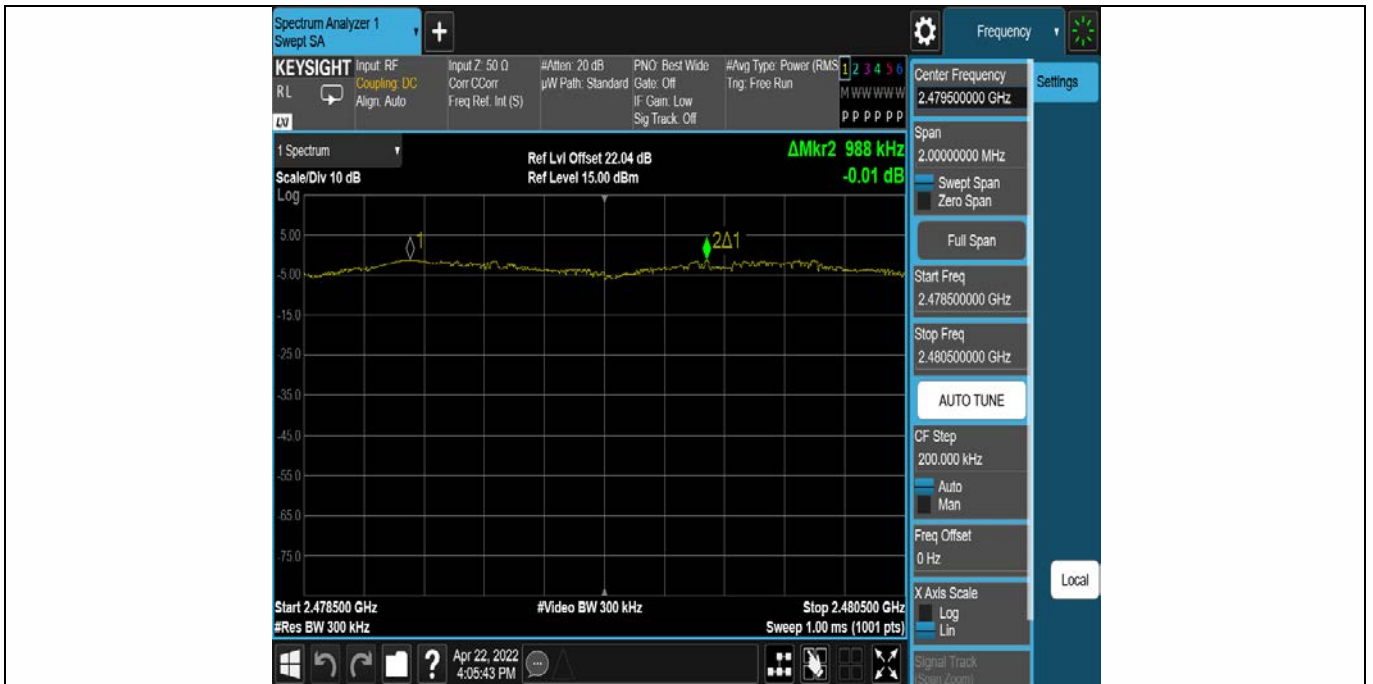 Spectrum Analyzer 1
Swept SA
+
Frequency
KEYSIGHT
RL
LXI
Input: RF
Coupling: DC
Align: Auto
Input Z: 50 Ω
Corr CCorr
Freq Ref: Int (S)
#Atten: 20 dB
µW Path: Standard
PNO: Best Wide
Gate: Off
IF Gain: Low
Sig Track: Off
#Avg Type: Power (RMS
Trig: Free Run
1 2 3 4 5 6
M W W W W W
P P P P P P
1 Spectrum
Scale/Div 10 dB
Log
Ref Lvl Offset 22.04 dB
Ref Level 15.00 dBm
ΔMkr2 988 kHz
-0.01 dB
1
2Δ1
5.00
-5.00
-15.0
-25.0
-35.0
-45.0
-55.0
-65.0
-75.0
Start 2.478500 GHz
#Res BW 300 kHz
#Video BW 300 kHz
Stop 2.480500 GHz
Sweep 1.00 ms (1001 pts)
Center Frequency
2.479500000 GHz
Settings
Span
2.00000000 MHz
Swept Span
Zero Span
Full Span
Start Freq
2.478500000 GHz
Stop Freq
2.480500000 GHz
AUTO TUNE
CF Step
200.000 kHz
Auto
Man
Freq Offset
0 Hz
X Axis Scale
Log
Lin
Local
Signal Track
(Span Zoom)
?
Apr 22, 2022
4:05:43 PM